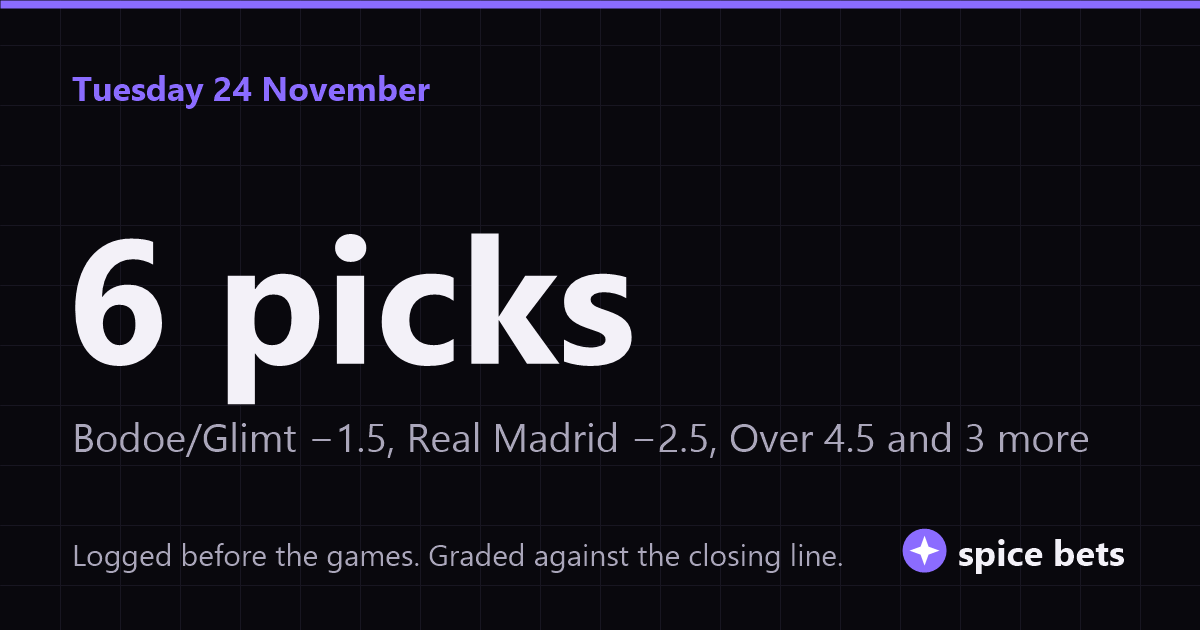 Tuesday 24 November
6 picks
Bodoe/Glimt −1.5, Real Madrid −2.5, Over 4.5 and 3 more
Logged before the games. Graded against the closing line.
spice bets